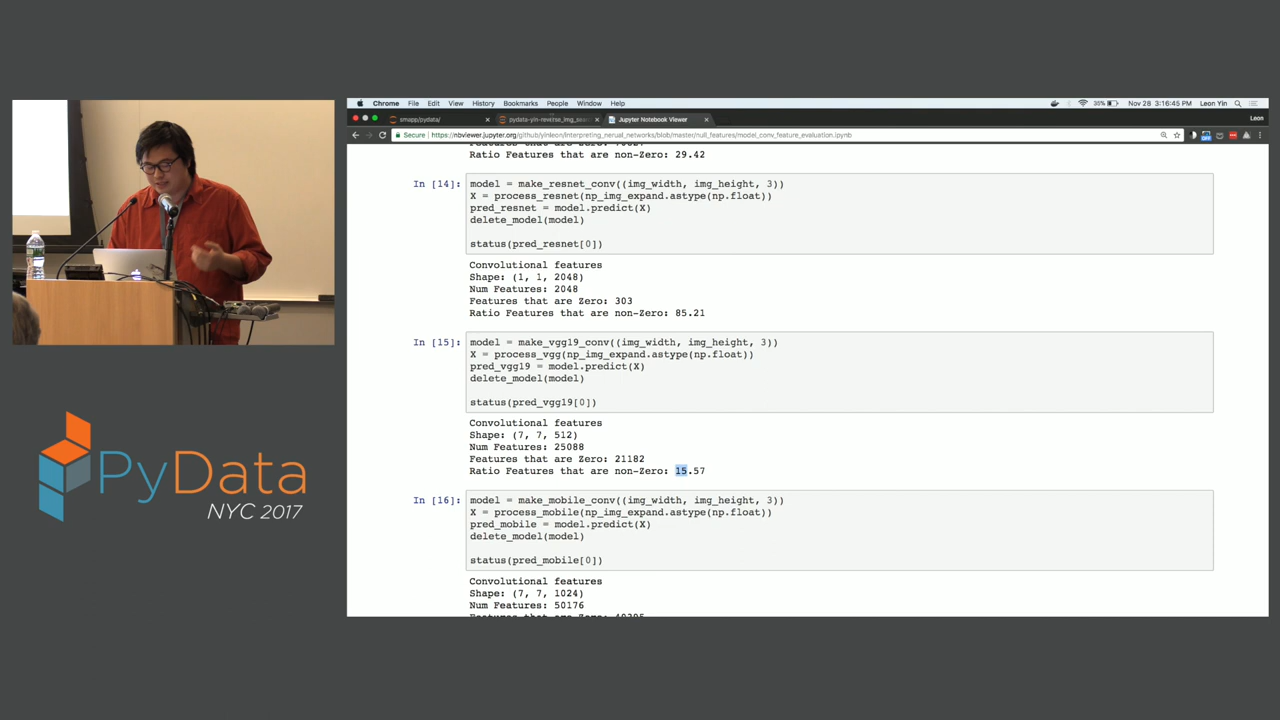 Chrome File Edit View History Bookmarks People Window Help
35% Nov 28 3:16:45 Leon Yin
smapp/pydata/
pydata-yin-reverse_img_sear
Jupyter Notebook Viewer
Leon
Secure https://nbviewer.jupyter.org/github/yinleon/interpreting_nerual_networks/blob/master/null_features/model_conv_feature_evaluation.ipynb
Ratio Features that are non-Zero: 29.42
In [14]: model = make_resnet_conv((img_width, img_height, 3))
X = process_resnet(np_img_expand.astype(np.float))
pred_resnet = model.predict(X)
delete_model(model)
status(pred_resnet[0])
Convolutional features
Shape: (1, 1, 2048)
Num Features: 2048
Features that are Zero: 303
Ratio Features that are non-Zero: 85.21
In [15]: model = make_vgg19_conv((img_width, img_height, 3))
X = process_vgg(np_img_expand.astype(np.float))
pred_vgg19 = model.predict(X)
delete_model(model)
status(pred_vgg19[0])
Convolutional features
Shape: (7, 7, 512)
Num Features: 25088
Features that are Zero: 21182
Ratio Features that are non-Zero: 15.57
In [16]: model = make_mobile_conv((img_width, img_height, 3))
X = process_mobile(np_img_expand.astype(np.float))
pred_mobile = model.predict(X)
delete_model(model)
status(pred_mobile[0])
Convolutional features
Shape: (7, 7, 1024)
Num Features: 50176
PyData
NYC 2017